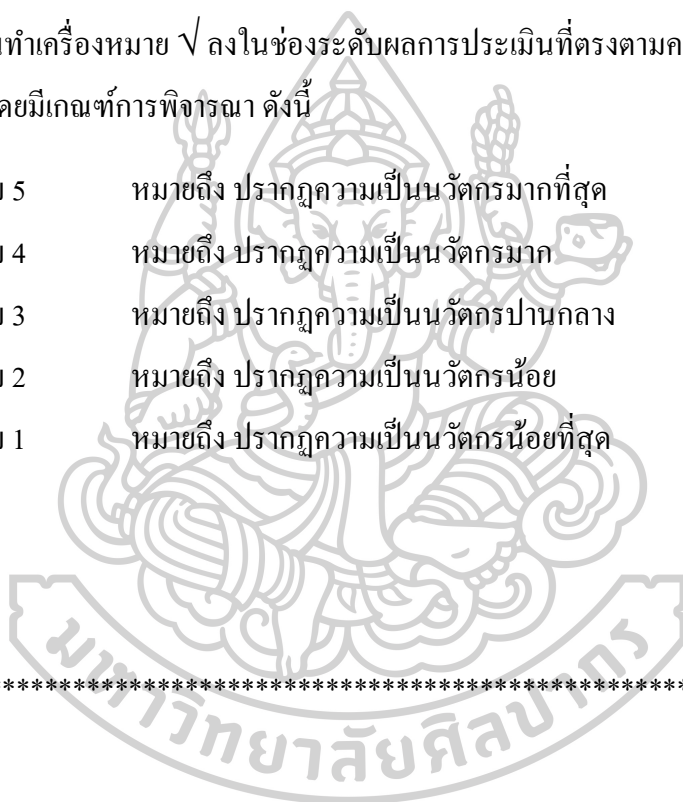 นทำเครื่องหมาย √ ลงในช่องระดับผลการประเมินที่ตรงตามค
ดยมีเกณฑ์การพิจารณา ดังนี้
5 หมายถึง ปรากฏความเป็นนวัตกรมากที่สุด
4 หมายถึง ปรากฏความเป็นนวัตกรมาก
3 หมายถึง ปรากฏความเป็นนวัตกรปานกลาง
2 หมายถึง ปรากฏความเป็นนวัตกรน้อย
1 หมายถึง ปรากฏความเป็นนวัตกรน้อยที่สุด
**************************************************
มหาวิทยาลัยศิลปากร